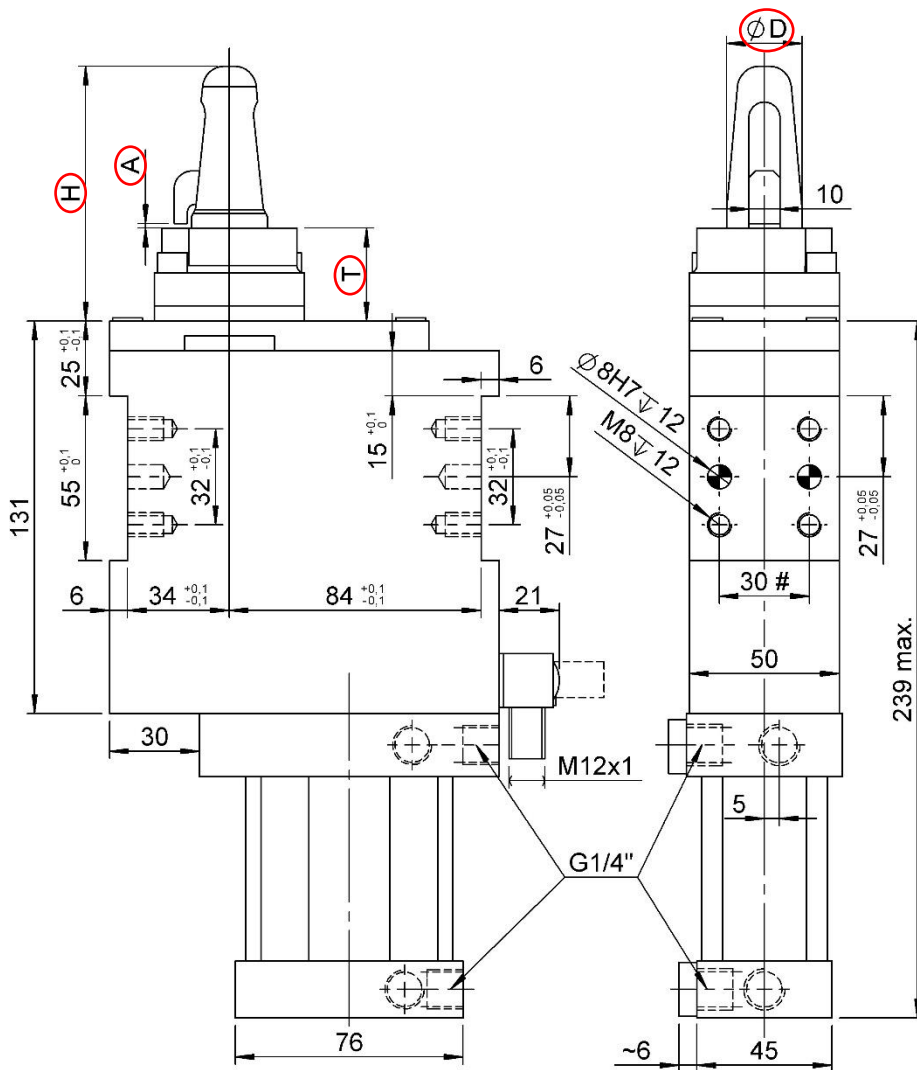 ⌀D
A
H
10
T
25 +0,1 -0,1
6
⌀8H7↧12
15 +0,1 0
M8↧12
55 +0,1 0
32 +0,1 -0,1
32 +0,1 -0,1
131
27 +0,05 -0,05
27 +0,05 -0,05
6
34 +0,1 -0,1
84 +0,1 -0,1
21
30 #
50
239 max.
30
M12x1
5
G1/4"
76
~6
45